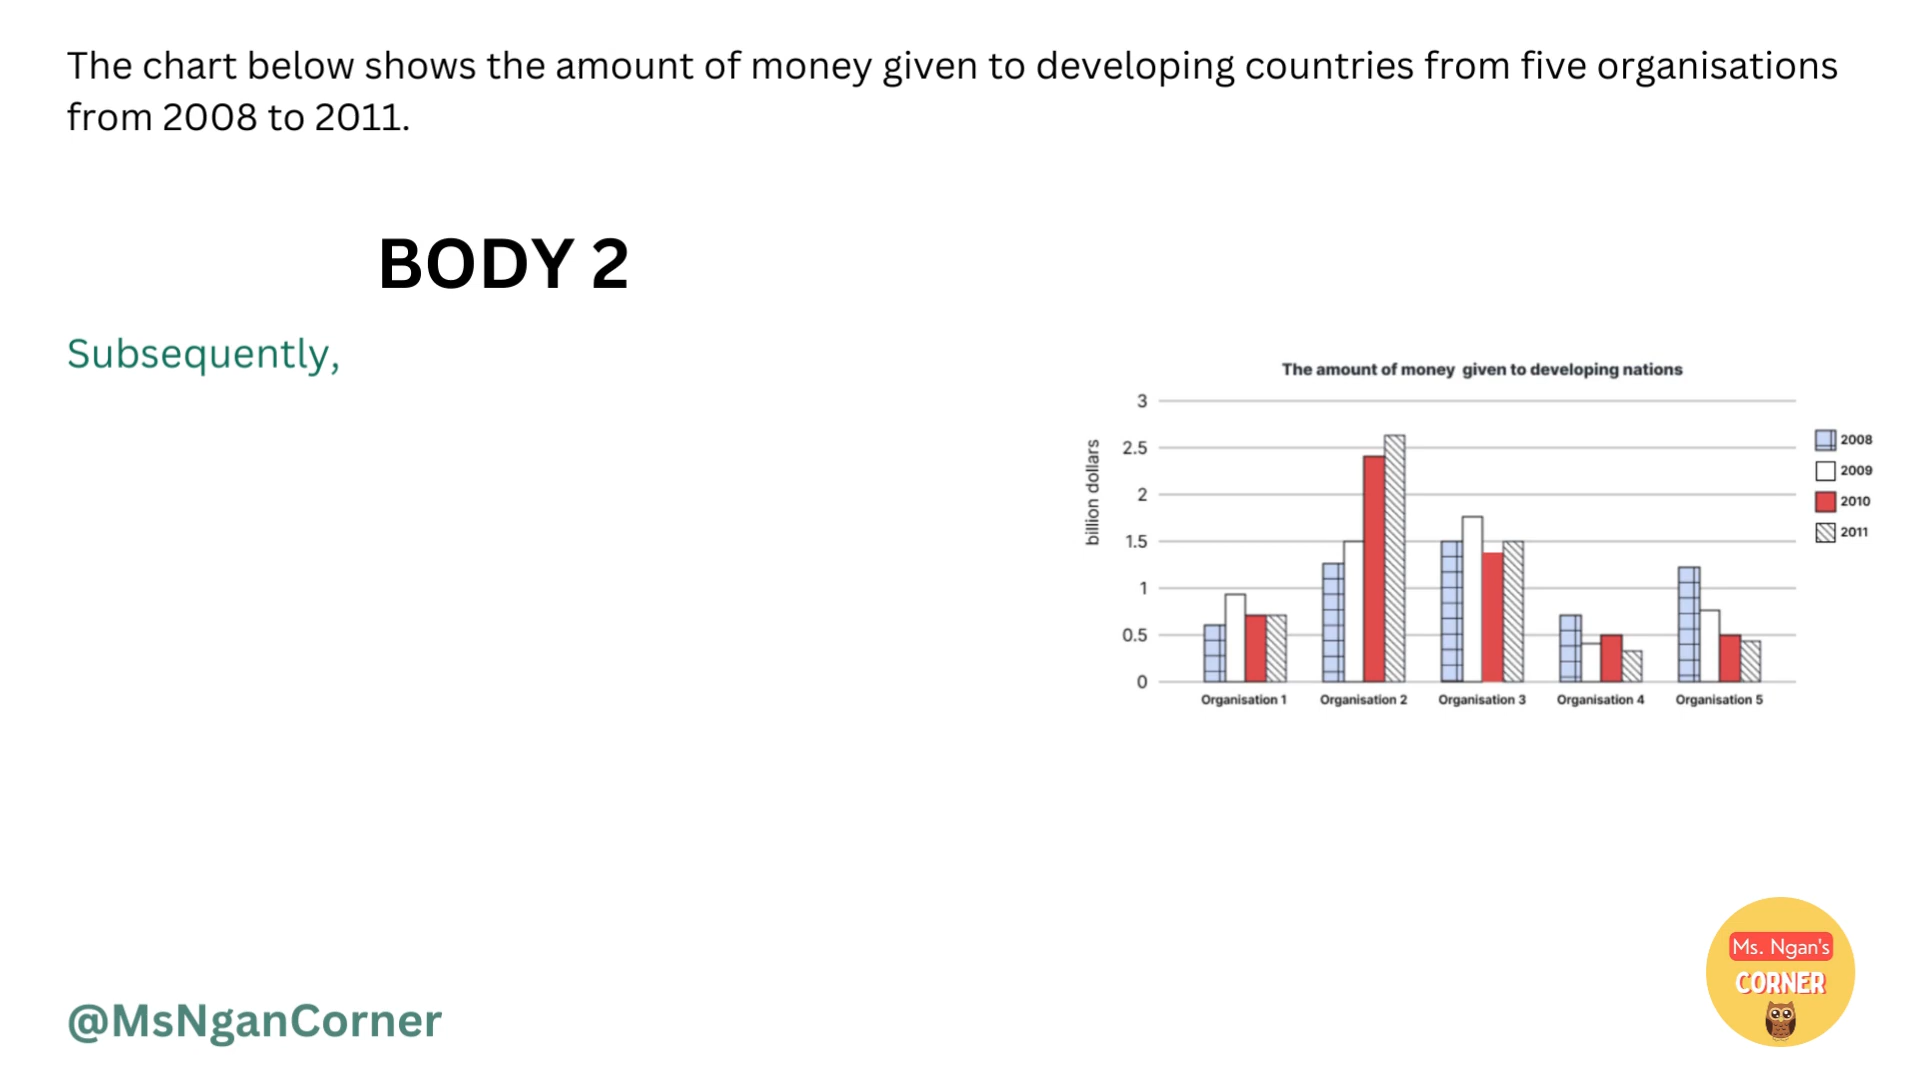 The chart below shows the amount of money given to developing countries from five organisations
from 2008 to 2011.
BODY 2
Subsequently,
The amount of money given to developing nations
billion dollars
3
2.5
2
1.5
1
0.5
0
Organisation 1 Organisation 2 Organisation 3 Organisation 4 Organisation 5
2008
2009
2010
2011
@MsNganCorner
Ms. Ngan's
CORNER